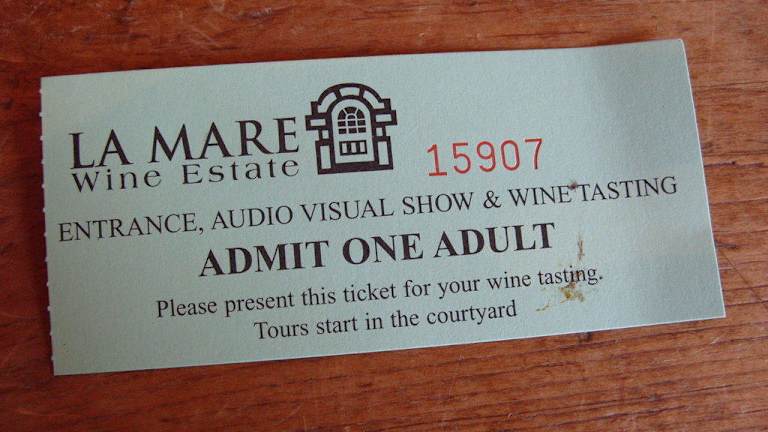 LA MARE
Wine Estate
15907
ENTRANCE, AUDIO VISUAL SHOW & WINE TASTING
ADMIT ONE ADULT
Please present this ticket for your wine tasting.
Tours start in the courtyard